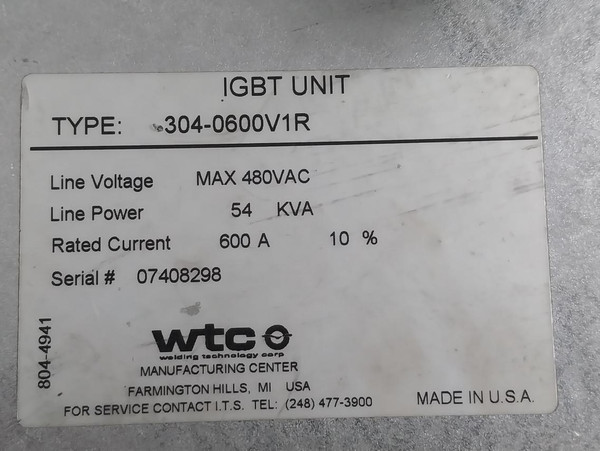 IGBT UNIT
TYPE: 304-0600V1R
Line Voltage MAX 480VAC
Line Power 54 KVA
Rated Current 600 A 10 %
Serial # 07408298
804-4941
wtc
welding technology corp
MANUFACTURING CENTER
FARMINGTON HILLS, MI USA
FOR SERVICE CONTACT I.T.S. TEL: (248) 477-3900
MADE IN U.S.A.